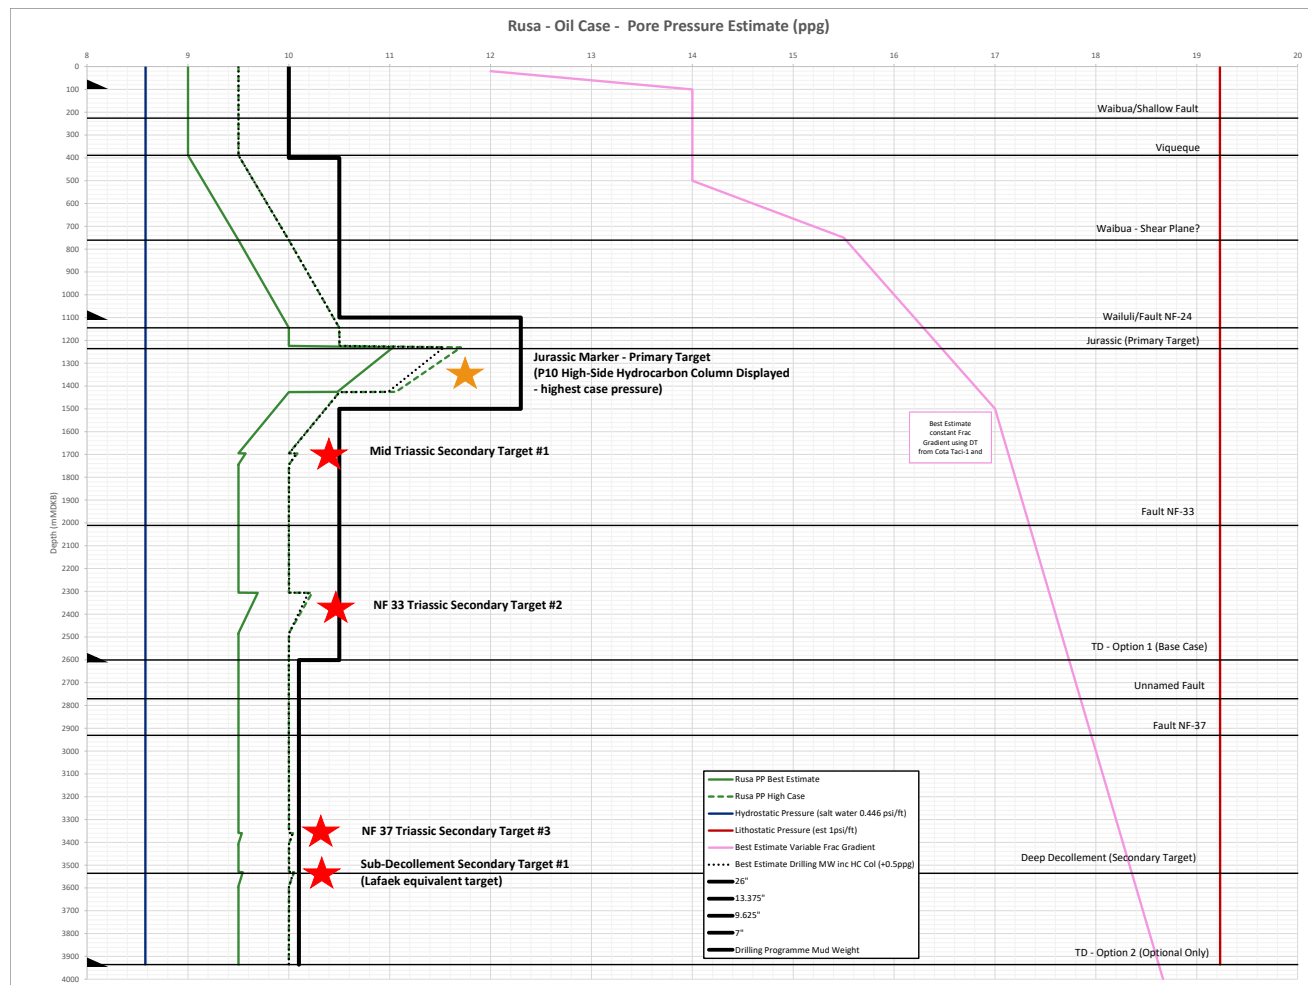 Rusa - Oil Case -  Pore Pressure Estimate (ppg)
8 9 10 11 12 13 14 15 16 17 18 19 20
0
100
200
300
400
500
600
700
800
900
1000
1100
1200
1300
1400
1500
1600
1700
1800
1900
2000
2100
2200
2300
2400
2500
2600
2700
2800
2900
3000
3100
3200
3300
3400
3500
3600
3700
3800
3900
4000
Depth (mMDKB)
Waibua/Shallow Fault
Viqueque
Waibua - Shear Plane?
Wailuli/Fault NF-24
Jurassic (Primary Target)
Jurassic Marker - Primary Target
(P10 High-Side Hydrocarbon Column Displayed
- highest case pressure)
Best Estimate
constant Frac
Gradient using DT
from Cota Taci-1 and
Mid Triassic Secondary Target #1
Fault NF-33
NF 33 Triassic Secondary Target #2
TD - Option 1 (Base Case)
Unnamed Fault
Fault NF-37
NF 37 Triassic Secondary Target #3
Sub-Decollement Secondary Target #1
(Lafaek equivalent target)
Deep Decollement (Secondary Target)
TD - Option 2 (Optional Only)
Rusa PP Best Estimate
Rusa PP High Case
Hydrostatic Pressure (salt water 0.446 psi/ft)
Lithostatic Pressure (est 1psi/ft)
Best Estimate Variable Frac Gradient
Best Estimate Drilling MW inc HC Col (+0.5ppg)
26"
13.375"
9.625"
7"
Drilling Programme Mud Weight